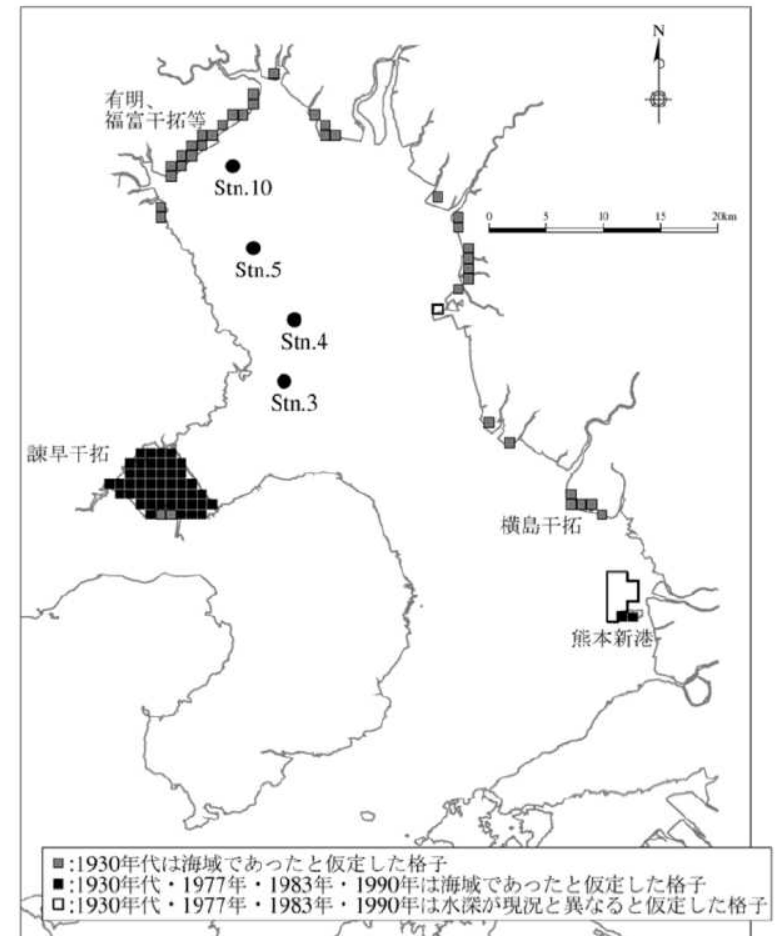 N
有明、
福富干拓等
Stn.10
0 5 10 15 20km
Stn.5
Stn.4
Stn.3
諫早干拓
横島干拓
熊本新港
:1930年代は海域であったと仮定した格子
:1930年代・1977年・1983年・1990年は海域であったと仮定した格子
:1930年代・1977年・1983年・1990年は水深が現況と異なると仮定した格子